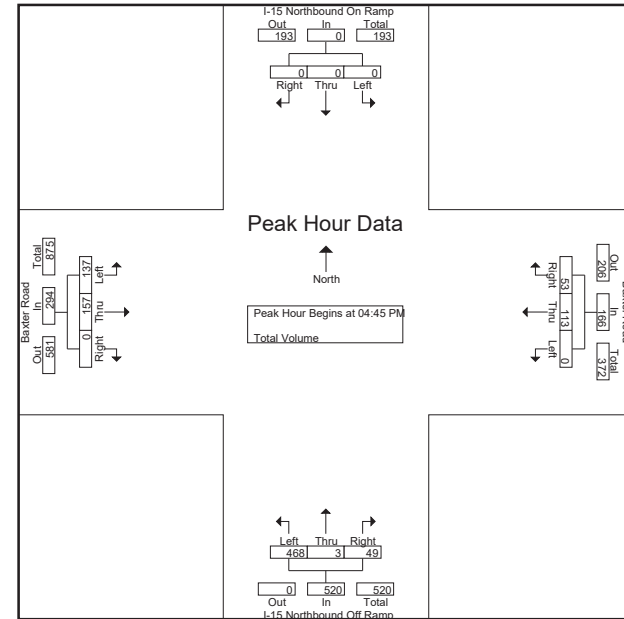 I-15 Northbound On Ramp
Out In Total
193 0 193
0 0 0
Right Thru Left
Peak Hour Data
North
Peak Hour Begins at 04:45 PM
Total Volume
Baxter Road
Total In Out
875 294 581
137 157 0
Left Thru Right
Out In Total
206 166 372
Right Thru Left
53 113 0
Left Thru Right
468 3 49
0 520 520
Out In Total
I-15 Northbound Off Ramp